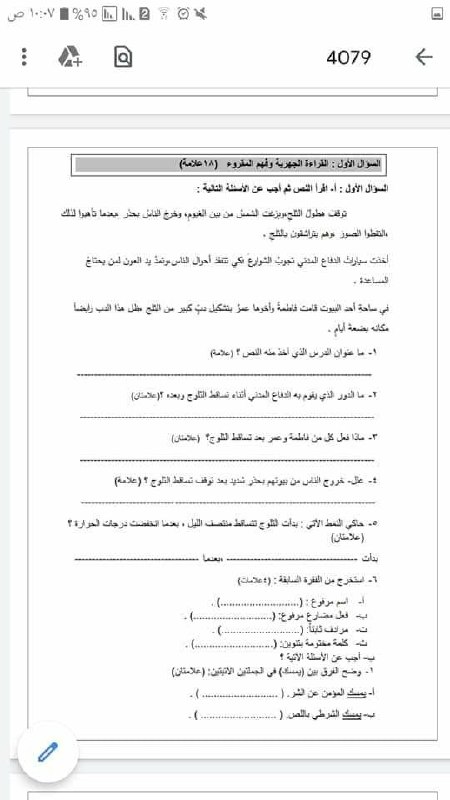 ١٠:٠٧ ص %٩٥
4079
السؤال الأول : القراءة الجهرية وفهم المقروء (١٨علامة)
السؤال الأول : أ- اقرأ النص ثم أجب عن الأسئلة التالية :
توقف هطول الثلج،وبزغت الشمس من بين الغيوم، وخرج الناس بحذر ،بعدما تأهبوا لذلك
،التقطوا الصور ،وهم يتراشقون بالثلج .
أخذت سيارات الدفاع المدني تجوبُ الشوارعَ ،كي تتفقد أحوال الناس،وتمدُّ يد العون لمن يحتاجُ
المساعدة .
في ساحةِ أحد البيوت قامت فاطمةُ وأخوها عمرُ بتشكيل دبٍّ كبير من الثلج ،ظل هذا الدب رابضاً
مكانه بضعة أيامٍ .
١- ما عنوان الدرس الذي أخذ منه النص ؟ (علامة)
٢- ما الدور الذي يقوم به الدفاع المدني أثناء تساقط الثلوج وبعده ؟(علامتان)
٣- ماذا فعل كل من فاطمة وعمر بعد تساقط الثلوج؟ (علامتان)
٤- علل- خروج الناس من بيوتهم بحذر شديد بعد توقف تساقط الثلوج ؟ (علامة)
٥- حاكي النمط الآتي : بدأت الثلوج تتساقط منتصف الليل ، بعدما انخفضت درجات الحرارة ؟
(علامتان)
بدأت ---------------------------------- ،بعدما --------------------------------
٦- استخرج من الفقرة السابقة : (٤علامات)
أ- اسم مرفوع : (...........................) .
ب- فعل مضارع مرفوع: (...........................) .
ت- مرادف ثابتاً: (...........................) .
ث- كلمة مختومة بتنوين: (...........................) .
ب- أجب عن الأسئلة الآتية ؟
١- وضح الفرق بين (يمسك) في الجملتين الآتيتين: (علامتان)
أ- يمسك المؤمن عن الشر. ( .......................... ) .
ب- يمسك الشرطي باللص. ( .......................... ) .